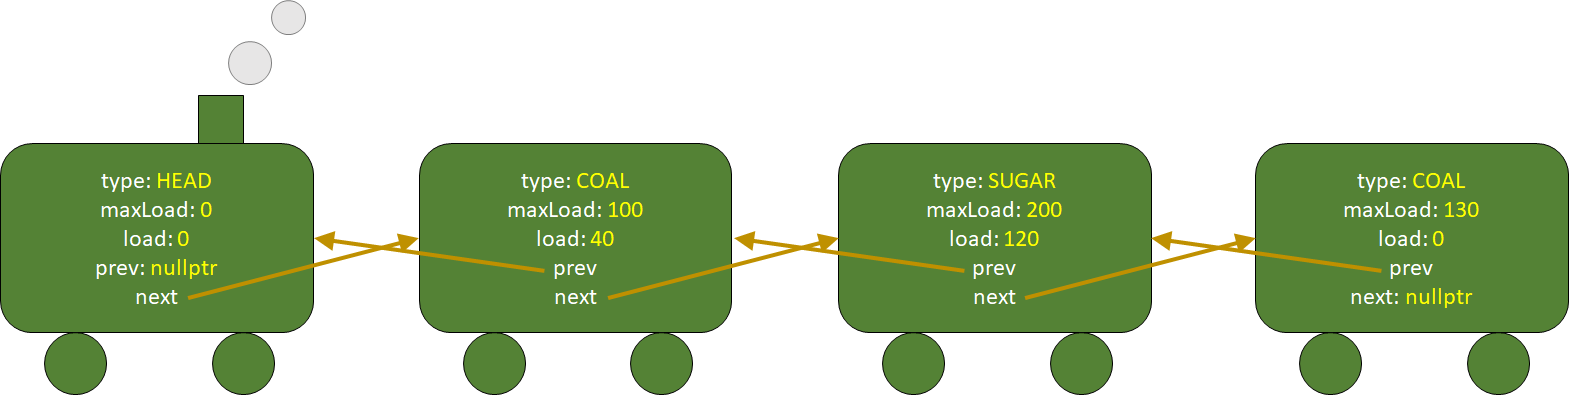 type: HEAD
maxLoad: 0
load: 0
prev: nullptr
next
type: COAL
maxLoad: 100
load: 40
prev
next
type: SUGAR
maxLoad: 200
load: 120
prev
next
type: COAL
maxLoad: 130
load: 0
prev
next: nullptr